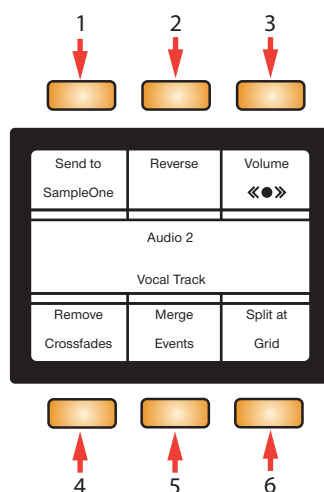 1 2 3
Send to Reverse Volume
SampleOne
Audio 2
Vocal Track
Remove Merge Split at
Crossfades Events Grid
4 5 6